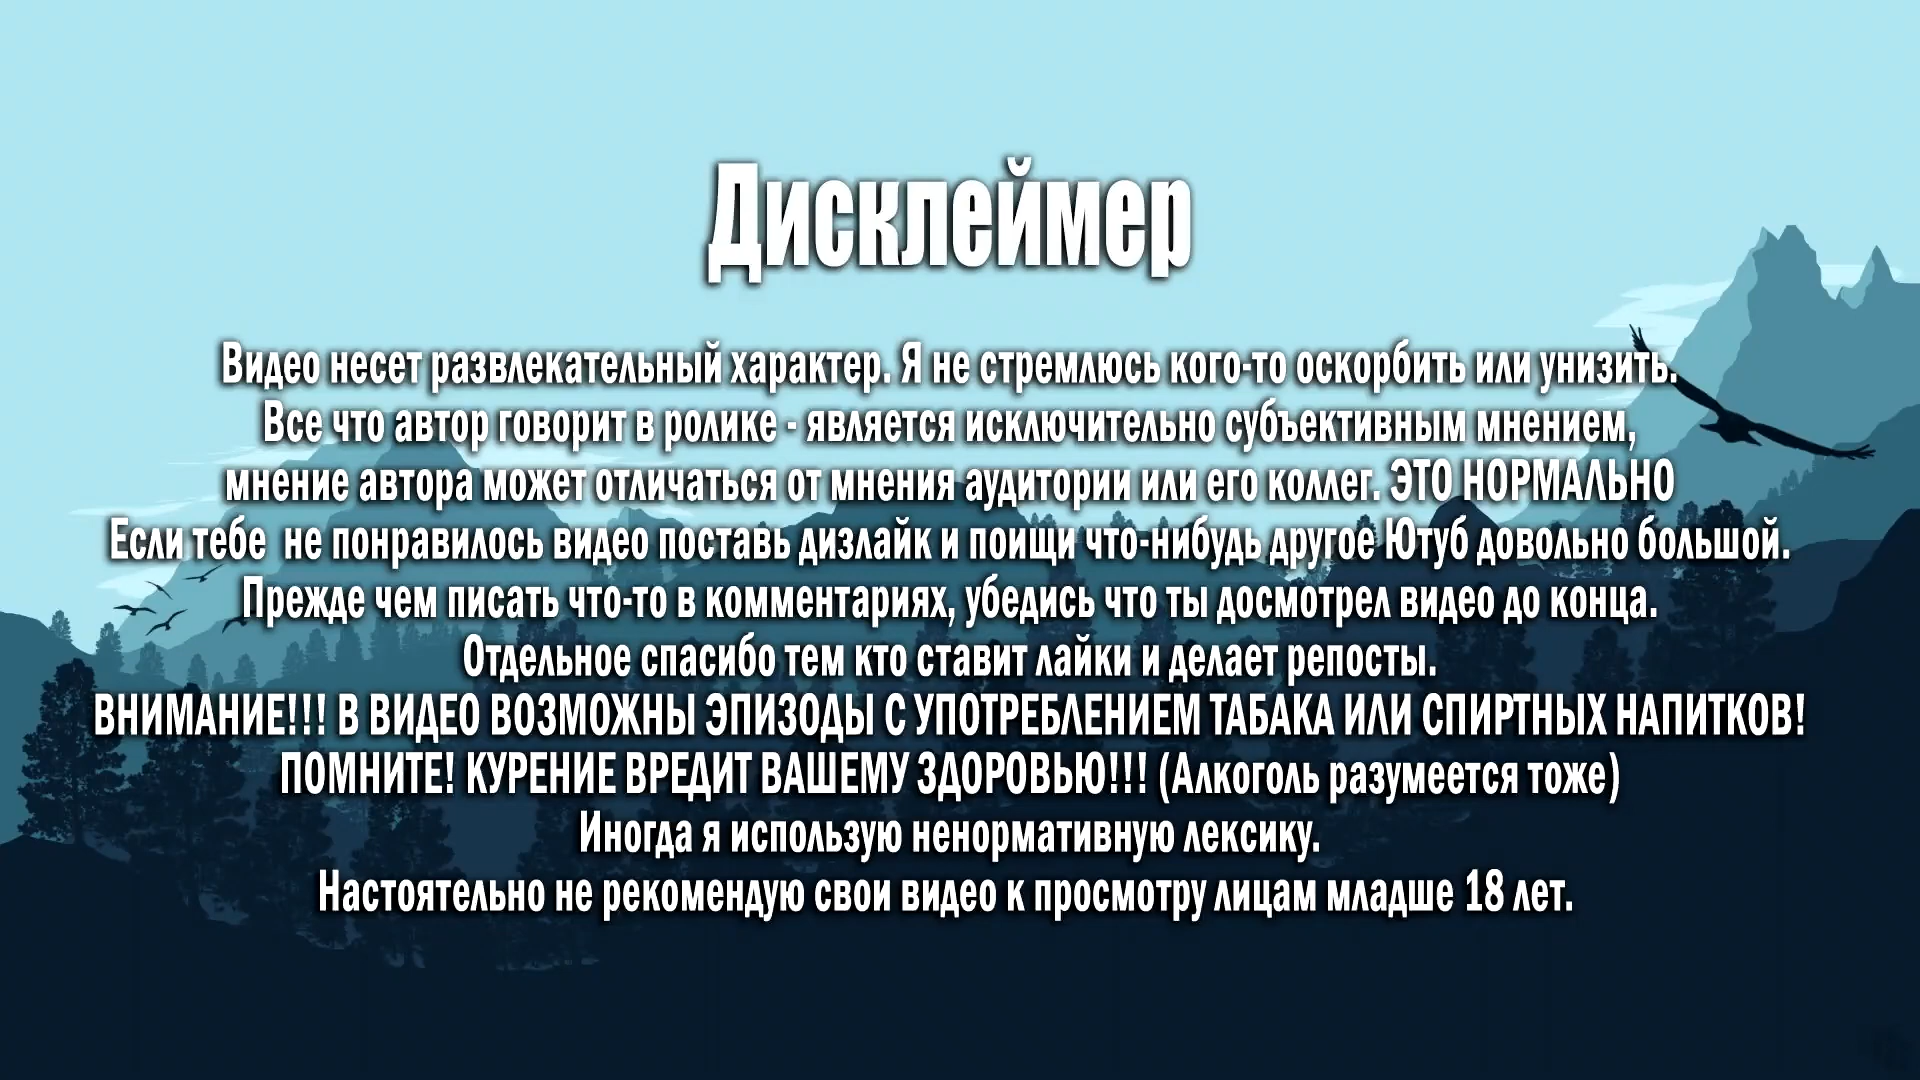 Дисклеймер
Видео несет развлекательный характер. Я не стремлюсь кого-то оскорбить или унизить.
Все что автор говорит в ролике - является исключительно субъективным мнением,
мнение автора может отличаться от мнения аудитории или его коллег. ЭТО НОРМАЛЬНО
Если тебе  не понравилось видео поставь дизлайк и поищи что-нибудь другое Ютуб довольно большой.
Прежде чем писать что-то в комментариях, убедись что ты досмотрел видео до конца.
Отдельное спасибо тем кто ставит лайки и делает репосты.
ВНИМАНИЕ!!! В ВИДЕО ВОЗМОЖНЫ ЭПИЗОДЫ С УПОТРЕБЛЕНИЕМ ТАБАКА ИЛИ СПИРТНЫХ НАПИТКОВ!
ПОМНИТЕ! КУРЕНИЕ ВРЕДИТ ВАШЕМУ ЗДОРОВЬЮ!!! (Алкоголь разумеется тоже)
Иногда я использую ненормативную лексику.
Настоятельно не рекомендую свои видео к просмотру лицам младше 18 лет.